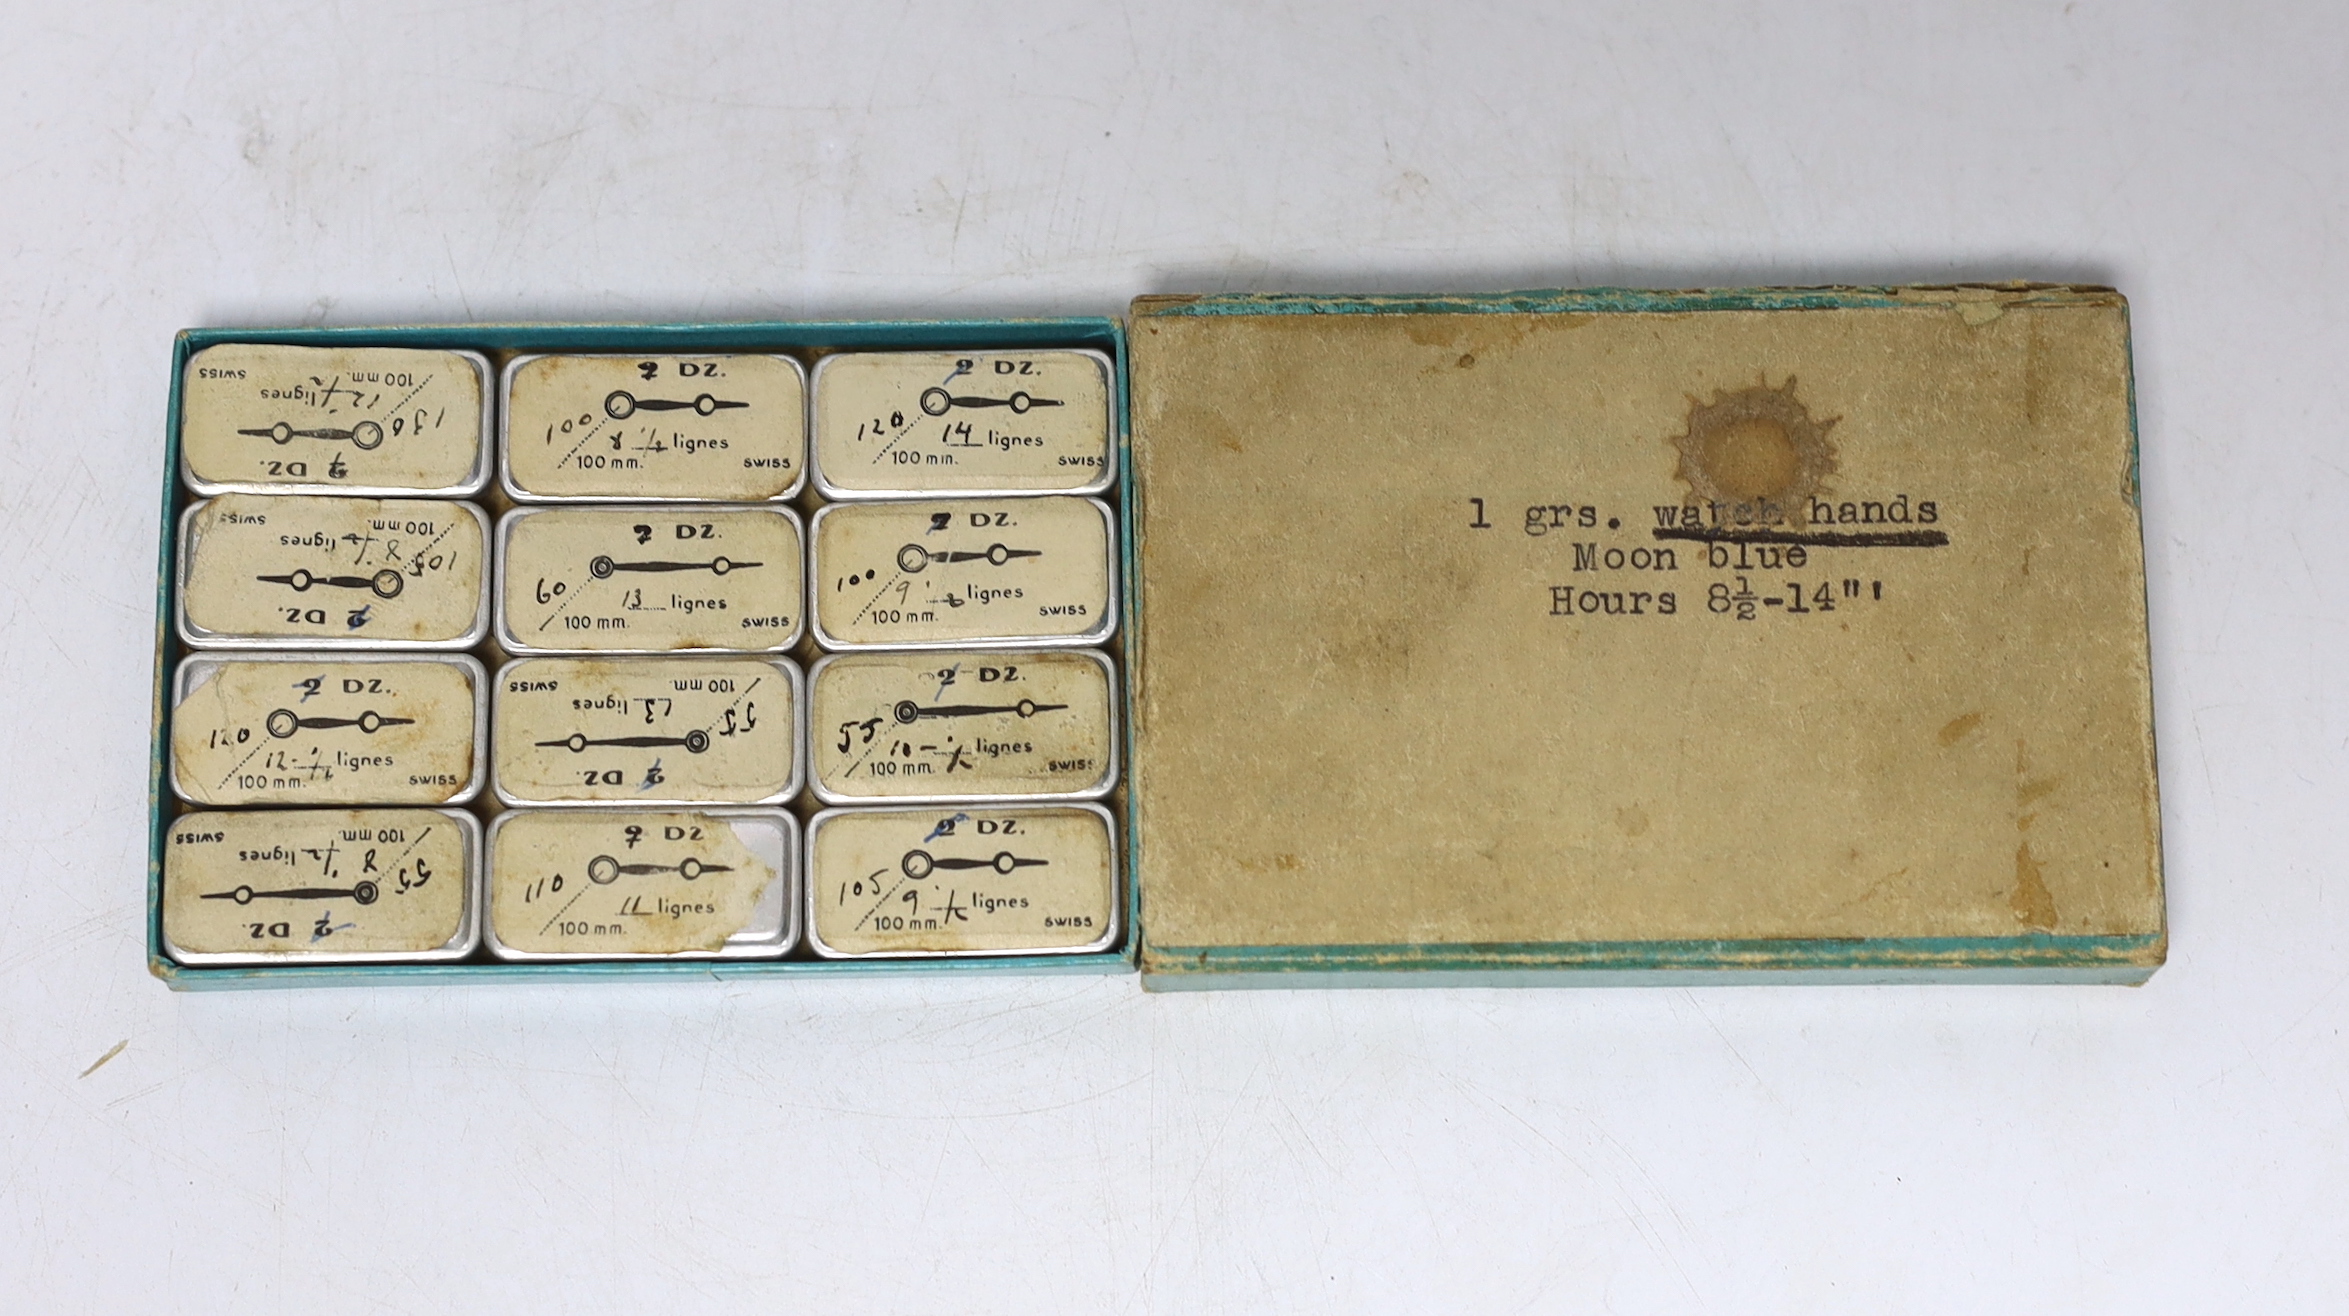 2 DZ.
130
12 ½ lignes
100 mm.
SWISS
2 DZ.
100
8 ½ lignes
100 mm.
SWISS
2 DZ.
120
14 lignes
100 mm.
SWISS
2 DZ.
105
8 ½ lignes
100 mm.
SWISS
2 DZ.
60
13 lignes
100 mm.
SWISS
2 DZ.
100
9 lignes
100 mm.
SWISS
2 DZ.
120
12-½ lignes
100 mm.
SWISS
2 DZ.
55
13 lignes
100 mm.
SWISS
2 DZ.
55
10-½ lignes
100 mm.
SWISS
2 DZ.
55
8 ½ lignes
100 mm.
SWISS
DZ
110
11 lignes
100 mm.
2 DZ.
105
9 ½ lignes
100 mm.
SWISS
1 grs. watch hands
Moon blue
Hours 8½-14"'